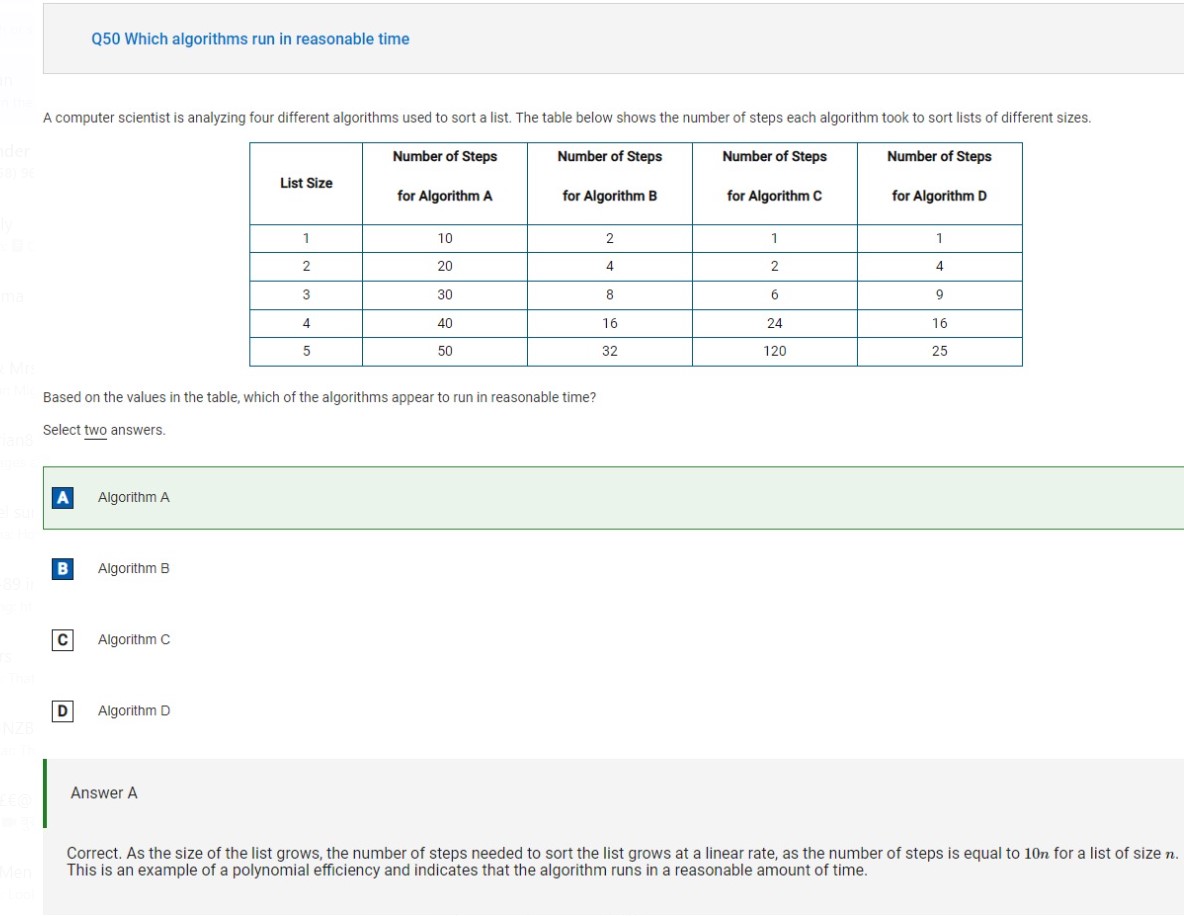 Q50 Which algorithms run in reasonable time
A computer scientist is analyzing four different algorithms used to sort a list. The table below shows the number of steps each algorithm took to sort lists of different sizes.
List Size Number of Steps for Algorithm A Number of Steps for Algorithm B Number of Steps for Algorithm C Number of Steps for Algorithm D
1 10 2 1 1
2 20 4 2 4
3 30 8 6 9
4 40 16 24 16
5 50 32 120 25
Based on the values in the table, which of the algorithms appear to run in reasonable time?
Select two answers.
A Algorithm A
B Algorithm B
C Algorithm C
D Algorithm D
Answer A
Correct. As the size of the list grows, the number of steps needed to sort the list grows at a linear rate, as the number of steps is equal to 10n for a list of size n.
This is an example of a polynomial efficiency and indicates that the algorithm runs in a reasonable amount of time.